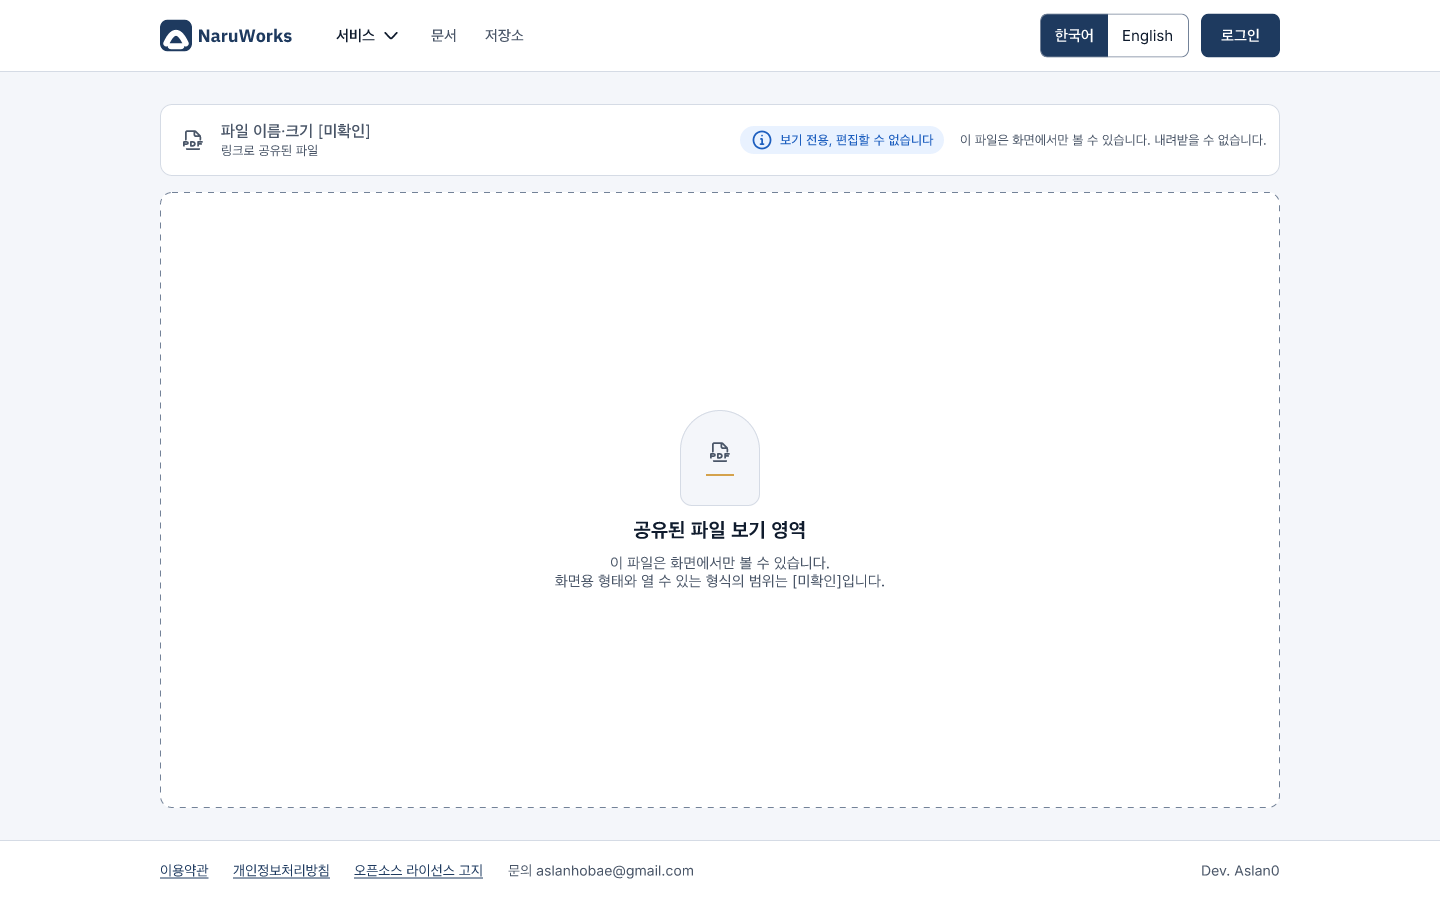 NaruWorks
서비스
문서
저장소
한국어
English
로그인
PDF
파일 이름·크기 [미확인]
링크로 공유된 파일
보기 전용, 편집할 수 없습니다
이 파일은 화면에서만 볼 수 있습니다. 내려받을 수 없습니다.
PDF
공유된 파일 보기 영역
이 파일은 화면에서만 볼 수 있습니다.
화면용 형태와 열 수 있는 형식의 범위는 [미확인]입니다.
이용약관
개인정보처리방침
오픈소스 라이선스 고지
문의 aslanhobae@gmail.com
Dev. Aslan0